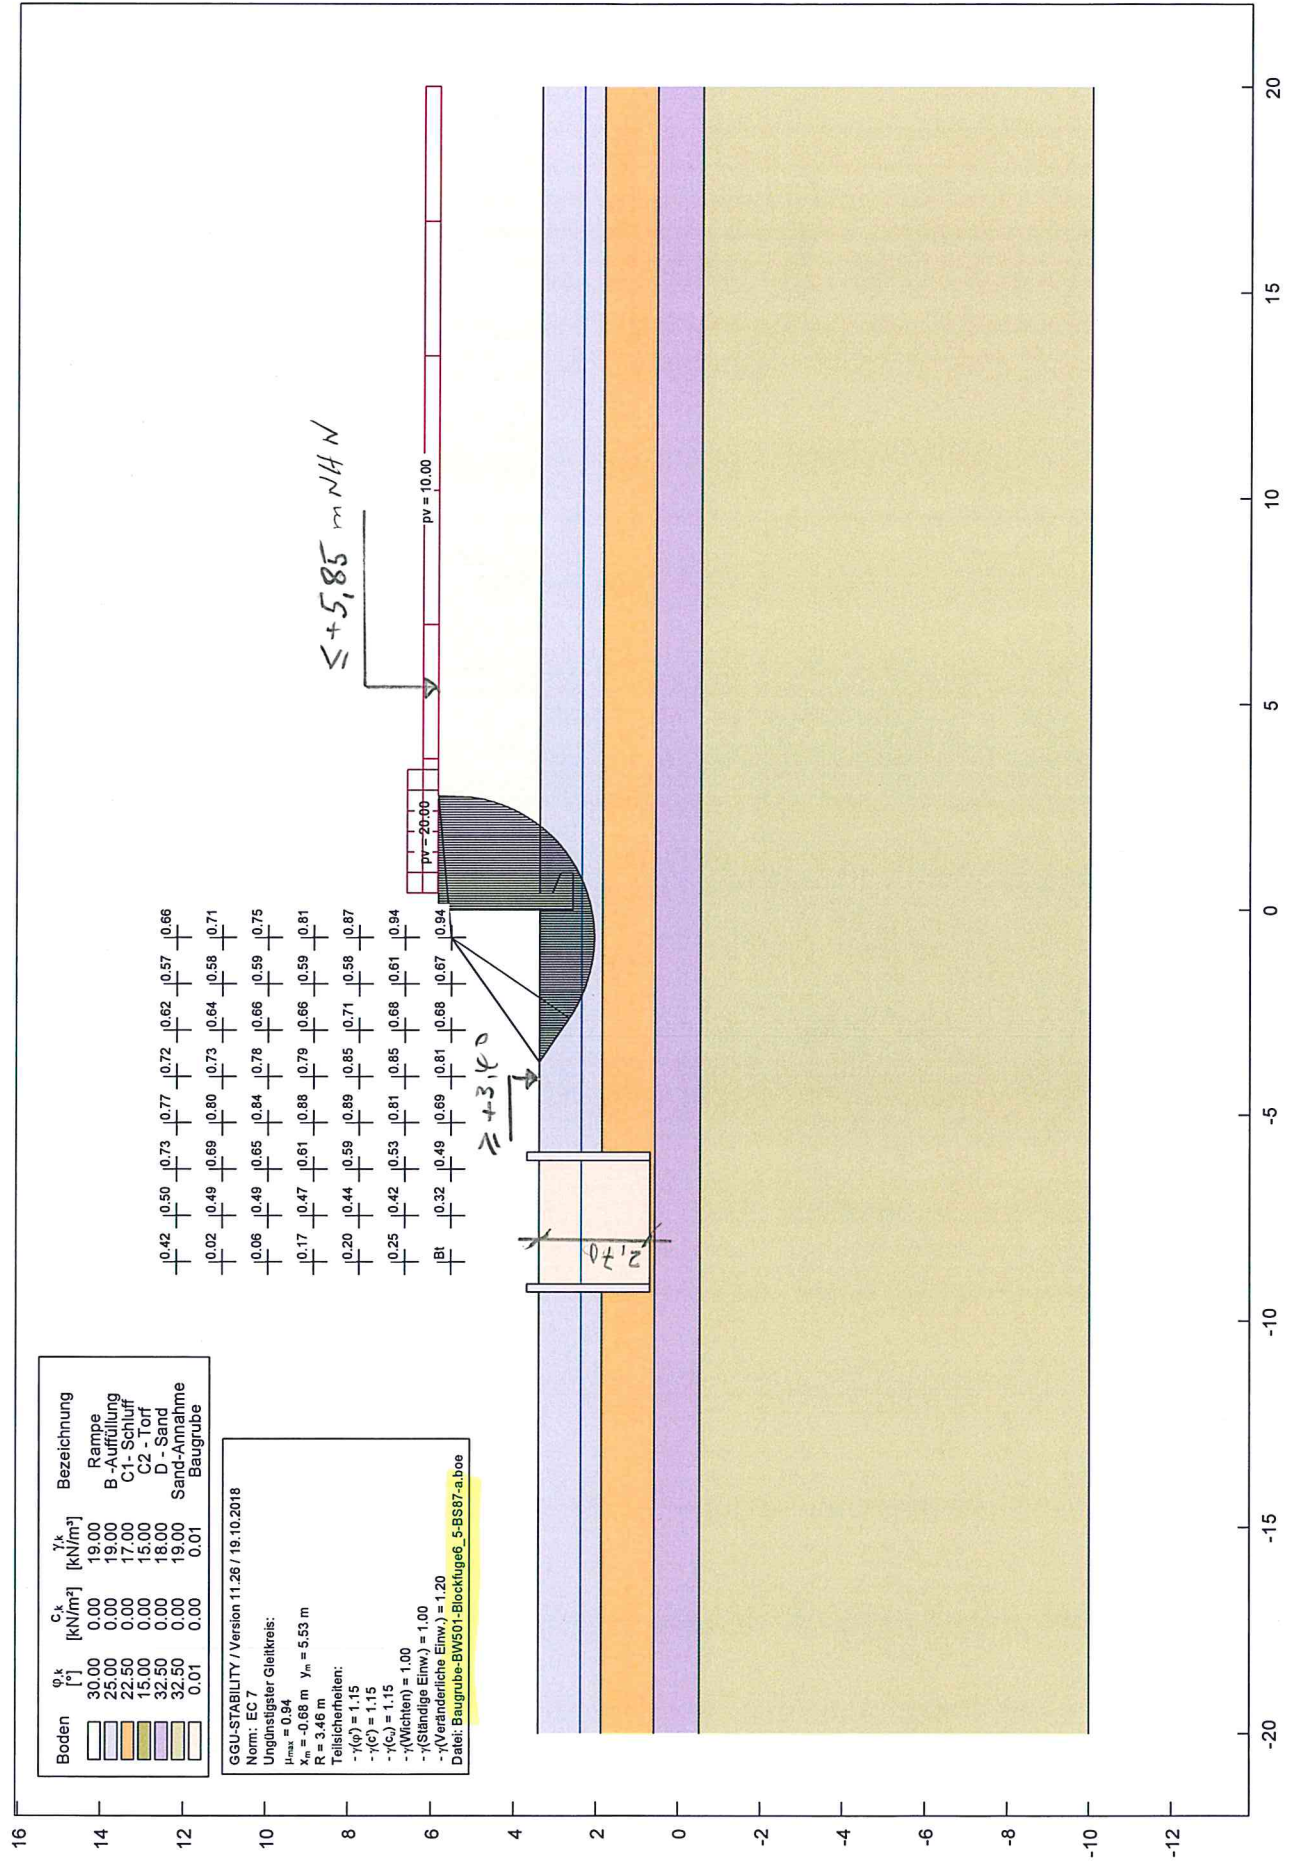 Boden φ,k [°] c,k [kN/m²] γ,k [kN/m³] Bezeichnung
30.00 0.00 19.00 Rampe
25.00 0.00 19.00 B -Auffüllung
22.50 0.00 17.00 C1- Schluff
15.00 0.00 15.00 C2 - Torf
32.50 0.00 18.00 D - Sand
32.50 0.00 19.00 Sand-Annahme
0.01 0.00 0.01 Baugrube
GGU-STABILITY / Version 11.26 / 19.10.2018
Norm: EC 7
Ungünstigster Gleitkreis:
μmax = 0.94
xm = -0.68 m ym = 5.53 m
R = 3.46 m
Teilsicherheiten:
- γ(φ') = 1.15
- γ(c') = 1.15
- γ(cu) = 1.15
- γ(Wichten) = 1.00
- γ(Ständige Einw.) = 1.00
- γ(Veränderliche Einw.) = 1.20
Datei: Baugrube-BW501-Blockfuge6_5-BS87-a.boe
0.42 0.50 0.73 0.77 0.72 0.62 0.57 0.66
0.02 0.49 0.69 0.80 0.73 0.64 0.58 0.71
0.06 0.49 0.65 0.84 0.78 0.66 0.59 0.75
0.17 0.47 0.61 0.88 0.79 0.66 0.59 0.81
0.20 0.44 0.59 0.89 0.85 0.71 0.58 0.87
0.25 0.42 0.53 0.81 0.85 0.68 0.61 0.94
Bt 0.32 0.49 0.69 0.81 0.68 0.67 0.94
≤ +5,85 m NHN
pv = 20.00
pv = 10.00
≥ +3,40
2,70
16
14
12
10
8
6
4
2
0
-2
-4
-6
-8
-10
-12
-20 -15 -10 -5 0 5 10 15 20